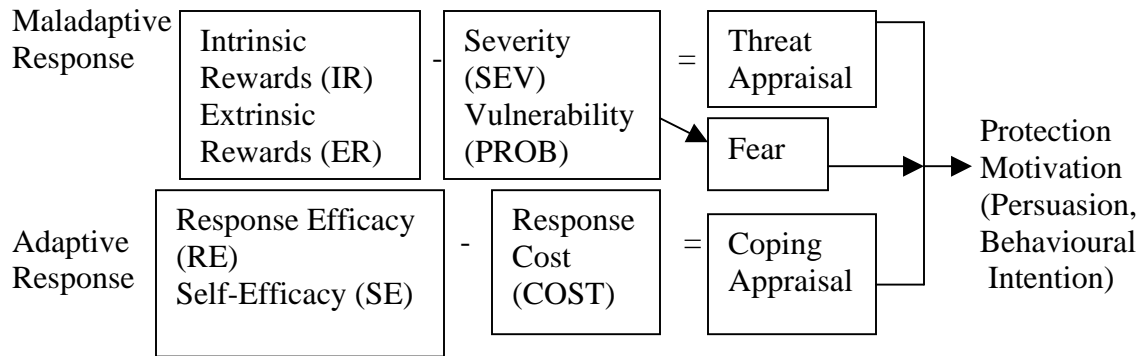 Maladaptive
Response
Intrinsic
Rewards (IR)
Extrinsic
Rewards (ER)
-
Severity
(SEV)
Vulnerability
(PROB)
=
Threat
Appraisal
Fear
Adaptive
Response
Response Efficacy
(RE)
Self-Efficacy (SE)
-
Response
Cost
(COST)
=
Coping
Appraisal
Protection
Motivation
(Persuasion,
Behavioural
Intention)